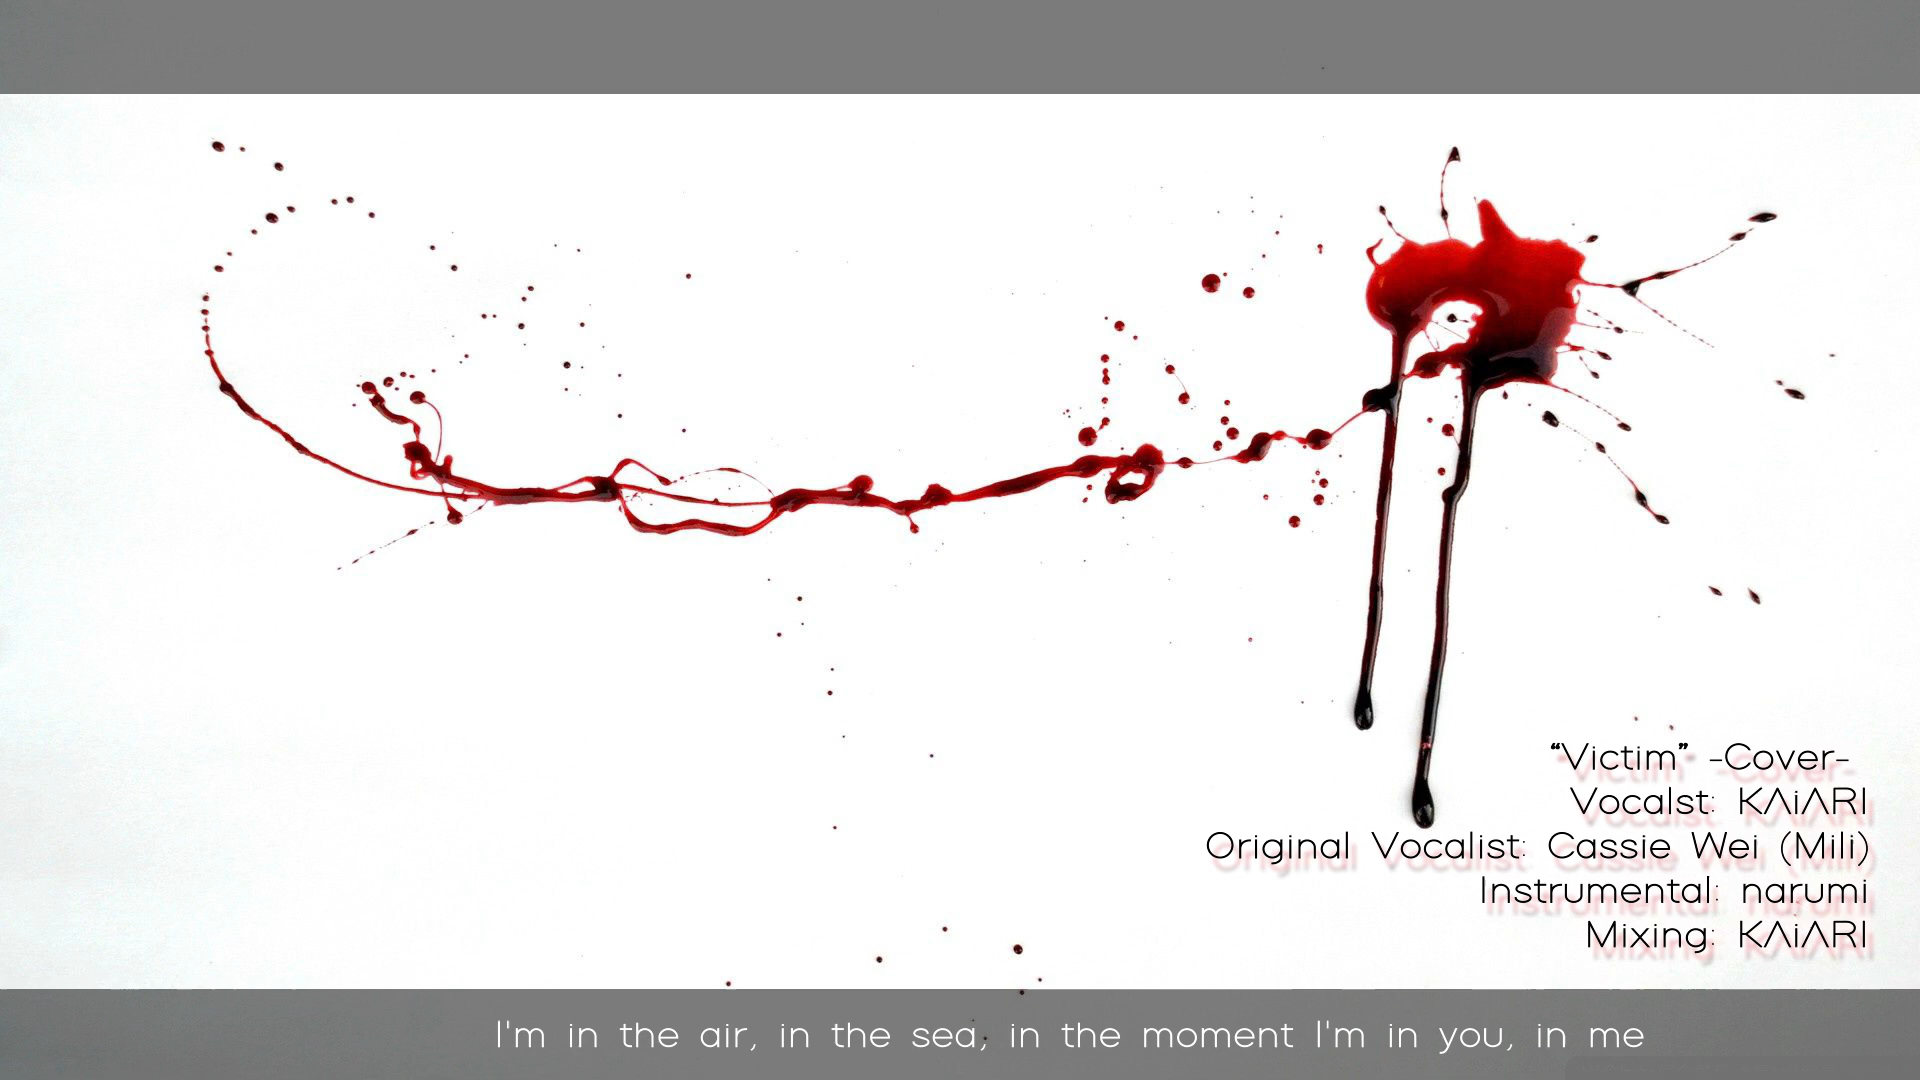 “Victim” -Cover-
Vocalst: KΛiΛRI
Original Vocalist: Cassie Wei (Mili)
Instrumental: narumi
Mixing: KΛiΛRI
I'm in the air, in the sea, in the moment I'm in you, in me